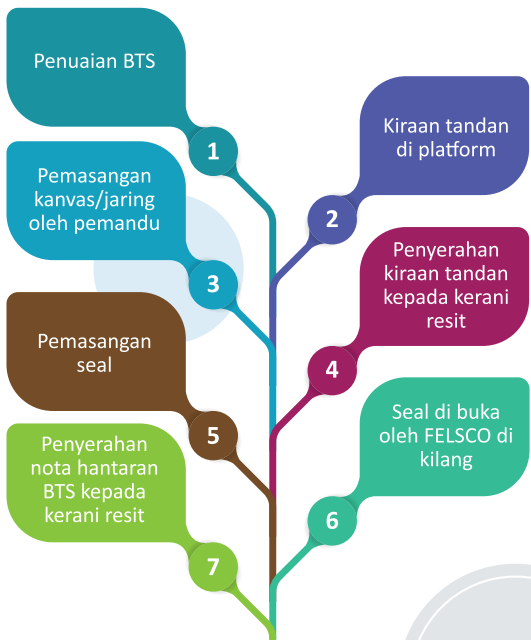 Penuaian BTS
1
Kiraan tandan
di platform
2
Pemasangan
kanvas/jaring
oleh pemandu
3
Penyerahan
kiraan tandan
kepada kerani
resit
4
Pemasangan
seal
5
Seal di buka
oleh FELSCO di
kilang
6
Penyerahan
nota hantaran
BTS kepada
kerani resit
7